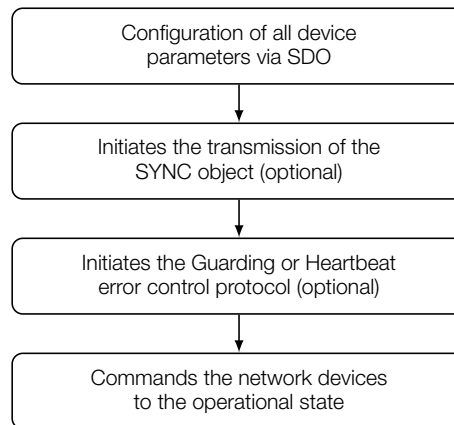 Configuration of all device
parameters via SDO
Initiates the transmission of the
SYNC object (optional)
Initiates the Guarding or Heartbeat
error control protocol (optional)
Commands the network devices
to the operational state